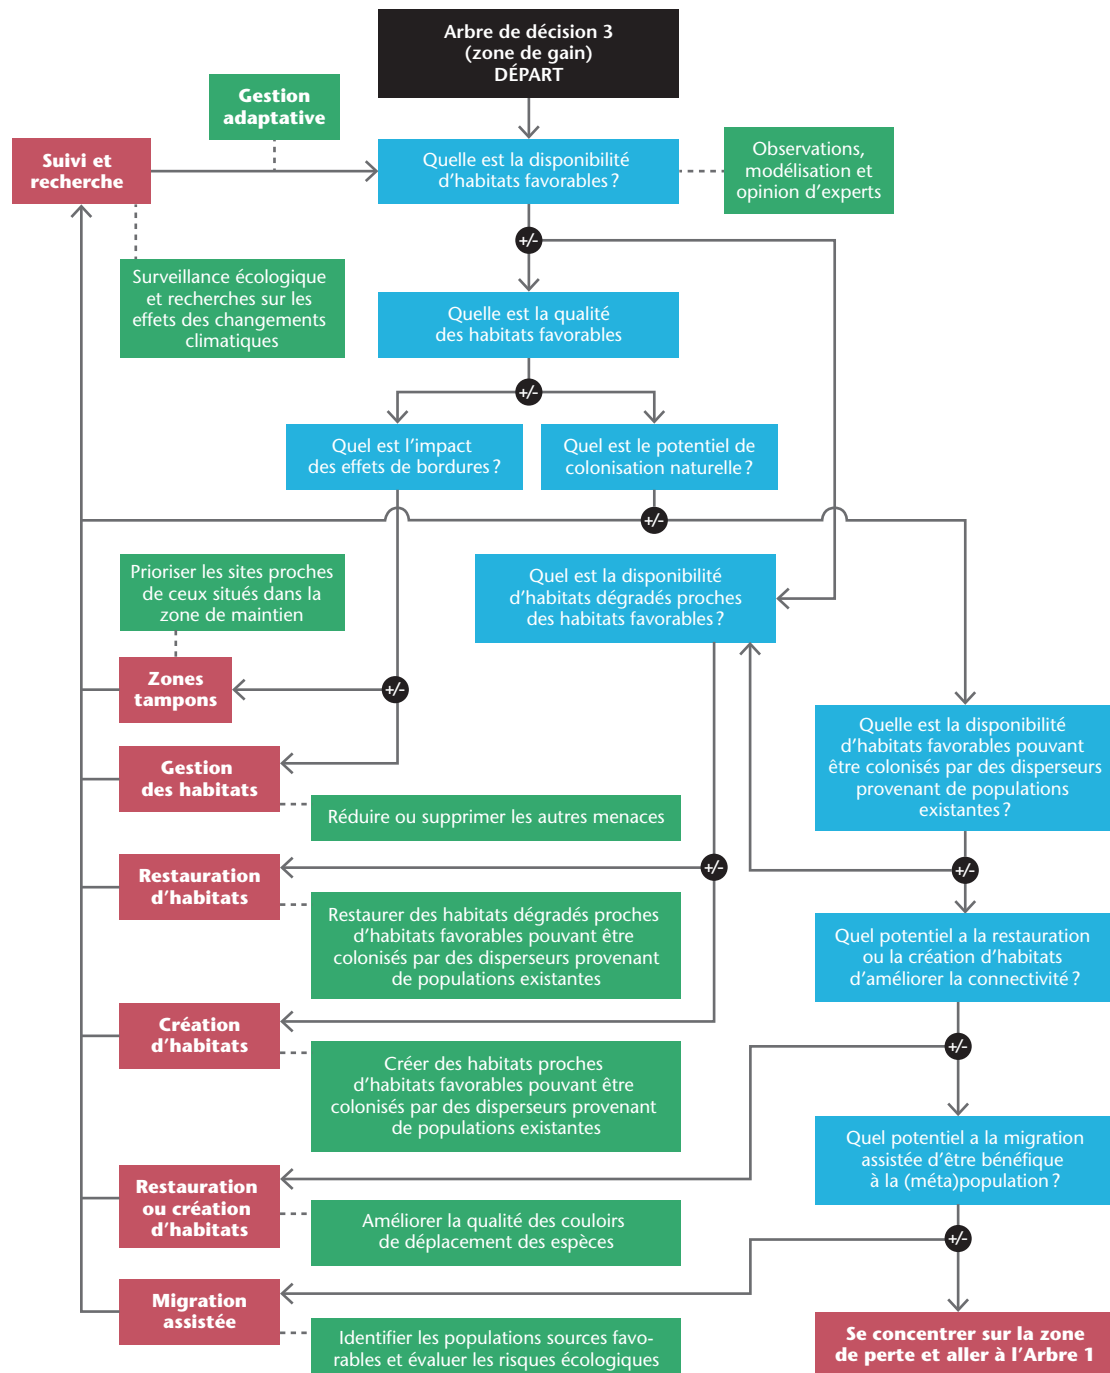 Arbre de décision 3
(zone de gain)
DÉPART
Gestion
adaptative
Suivi et
recherche
Quelle est la disponibilité
d'habitats favorables ?
Observations,
modélisation et
opinion d'experts
+/-
Surveillance écologique
et recherches sur les
effets des changements
climatiques
Quelle est la qualité
des habitats favorables
+/-
Quel est l'impact
des effets de bordures ?
Quel est le potentiel de
colonisation naturelle ?
+/-
Prioriser les sites proches
de ceux situés dans la
zone de maintien
Quel est la disponibilité
d'habitats dégradés proches
des habitats favorables ?
Zones
tampons
+/-
Quelle est la disponibilité
d'habitats favorables pouvant
être colonisés par des disperseurs
provenant de populations
existantes ?
Gestion
des habitats
Réduire ou supprimer les autres menaces
+/-
+/-
Restauration
d'habitats
Restaurer des habitats dégradés proches
d'habitats favorables pouvant être
colonisés par des disperseurs provenant
de populations existantes
Quel potentiel a la restauration
ou la création d'habitats
d'améliorer la connectivité ?
Création
d'habitats
+/-
Créer des habitats proches
d'habitats favorables pouvant être
colonisés par des disperseurs provenant
de populations existantes
Quel potentiel a la migration
assistée d'être bénéfique
à la (méta)population ?
Restauration
ou création
d'habitats
Améliorer la qualité des couloirs
de déplacement des espèces
+/-
Migration
assistée
Identifier les populations sources favo-
rables et évaluer les risques écologiques
Se concentrer sur la zone
de perte et aller à l'Arbre 1